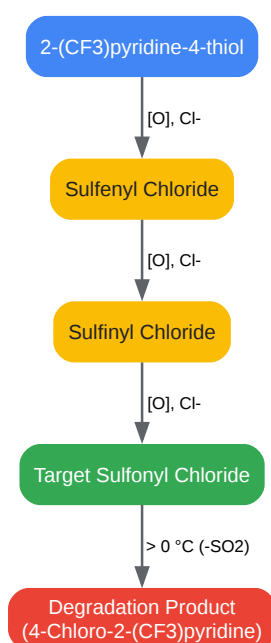 2-(CF3)pyridine-4-thiol
[O], Cl-
Sulfenyl Chloride
[O], Cl-
Sulfinyl Chloride
[O], Cl-
Target Sulfonyl Chloride
> 0 °C (-SO2)
Degradation Product
(4-Chloro-2-(CF3)pyridine)